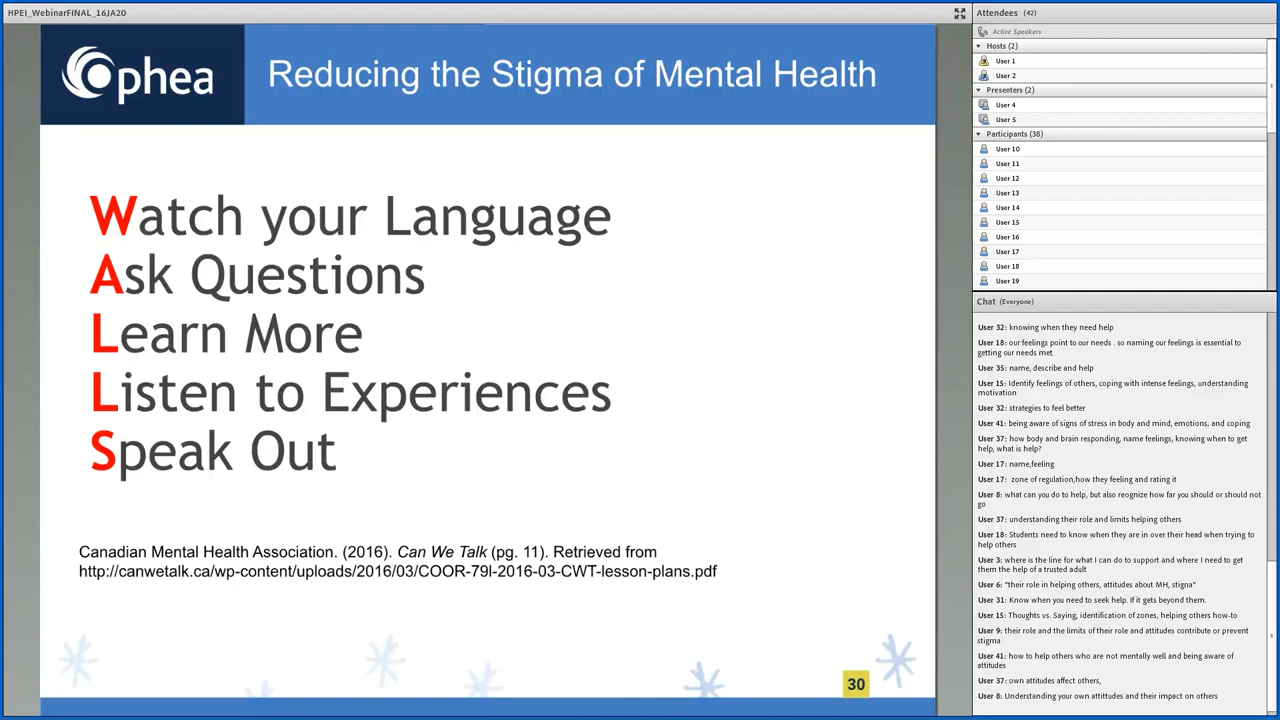 HPEI_WebinarFINAL_16JA20
Ophea
Reducing the Stigma of Mental Health
Watch your Language
Ask Questions
Learn More
Listen to Experiences
Speak Out
Canadian Mental Health Association. (2016). Can We Talk (pg. 11). Retrieved from
http://canwetalk.ca/wp-content/uploads/2016/03/COOR-79l-2016-03-CWT-lesson-plans.pdf
30
Attendees (42)
Active Speakers
Hosts (2)
User 1
User 2
Presenters (2)
User 4
User 5
Participants (38)
User 10
User 11
User 12
User 13
User 14
User 15
User 16
User 17
User 18
User 19
Chat (Everyone)
User 32: knowing when they need help
User 18: our feelings point to our needs . so naming our feelings is essential to
getting our needs met.
User 35: name, describe and help
User 15: Identify feelings of others, coping with intense feelings, understanding
motivation
User 32: strategies to feel better
User 41: being aware of signs of stress in body and mind, emotions, and coping
User 37: how body and brain responding, name feelings, knowing when to get
help, what is help?
User 17: name,feeling
User 17: zone of regulation,how they feeling and rating it
User 8: what can you do to help, but also reognize how far you should or should not
go
User 37: understanding their role and limits helping others
User 18: Students need to know when they are in over their head when trying to
help others
User 3: where is the line for what I can do to support and where I need to get
them the help of a trusted adult
User 6: "their role in helping others, attitudes about MH, stigna"
User 31: Know when you need to seek help. If it gets beyond them.
User 15: Thoughts vs. Saying, identification of zones, helping others how-to
User 9: their role and the limits of their role and attitudes contribute or prevent
stigma
User 41: how to help others who are not mentally well and being aware of
attitudes
User 37: own attitudes affect others,
User 8: Understanding your own attittudes and their impact on others